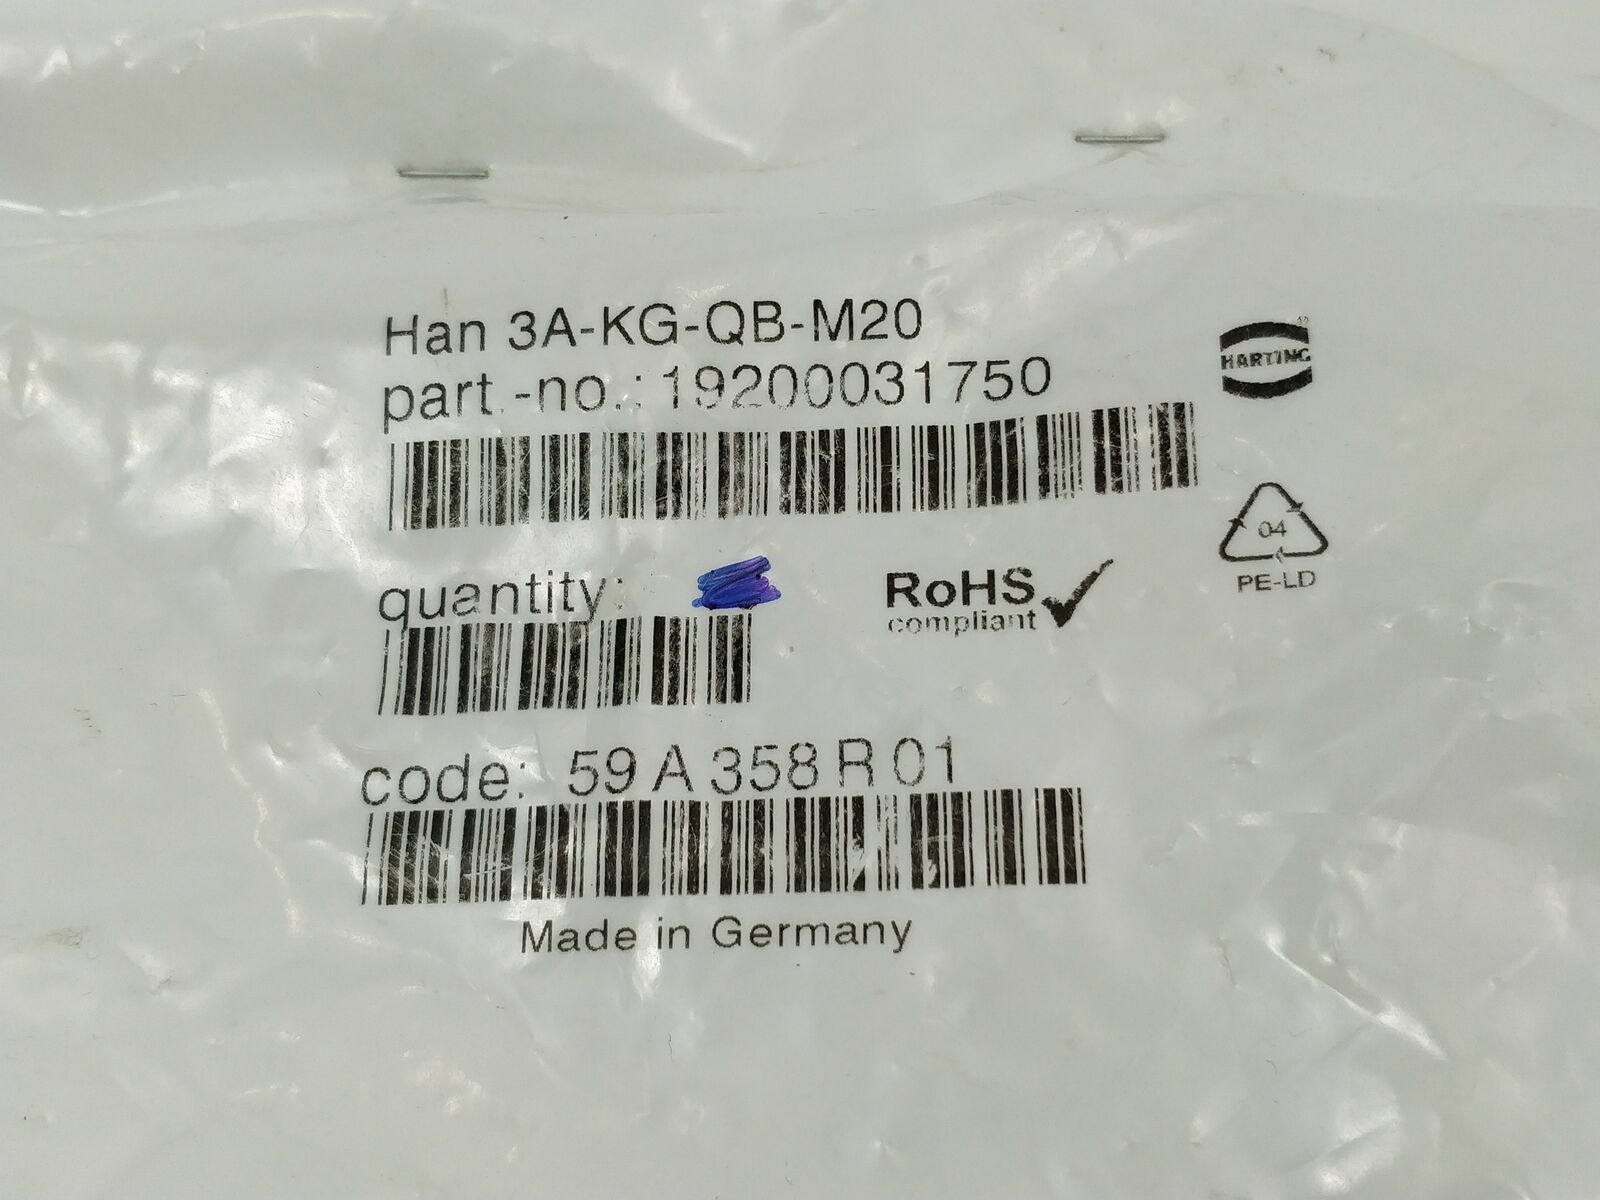 Han 3A-KG-QB-M20
part.-no.: 19200031750
HARTING
04
PE-LD
quantity:
RoHS
compliant
code: 59 A 358 R 01
Made in Germany